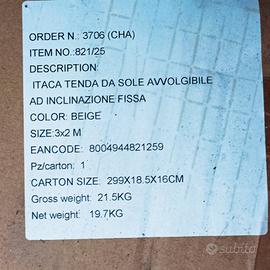 ORDER N.: 3706 (CHA)
ITEM NO.:821/25
DESCRIPTION:
ITACA TENDA DA SOLE AVVOLGIBILE
AD INCLINAZIONE FISSA
COLOR: BEIGE
SIZE:3x2 M
EANCODE: 8004944821259
Pz/carton: 1
CARTON SIZE: 299X18.5X16CM
Gross weight: 21.5KG
Net weight: 19.7KG
subito